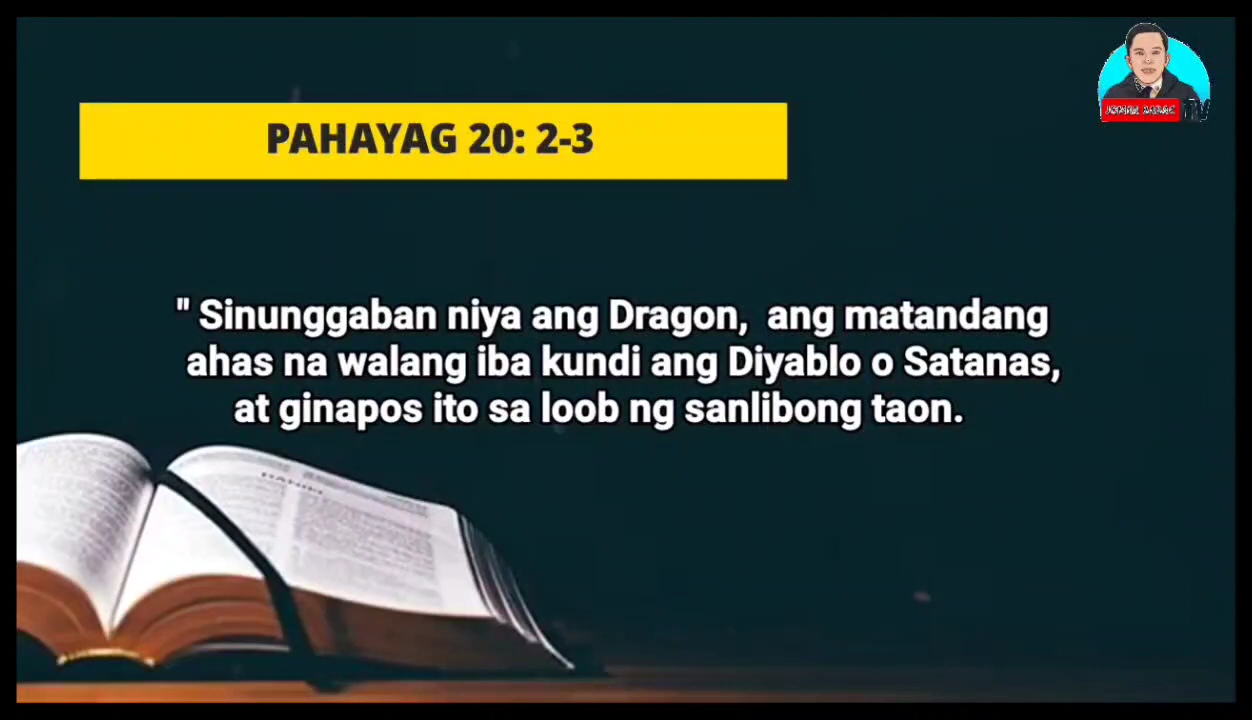 PAHAYAG 20: 2-3
" Sinunggaban niya ang Dragon, ang matandang
ahas na walang iba kundi ang Diyablo o Satanas,
at ginapos ito sa loob ng sanlibong taon.
TV